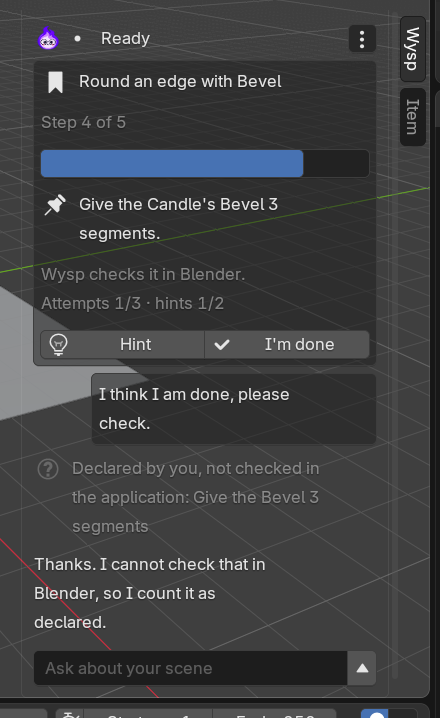 Ready
Wysp
Item
Round an edge with Bevel
Step 4 of 5
Give the Candle's Bevel 3
segments.
Wysp checks it in Blender.
Attempts 1/3 · hints 1/2
Hint
I'm done
I think I am done, please
check.
Declared by you, not checked in
the application: Give the Bevel 3
segments
Thanks. I cannot check that in
Blender, so I count it as
declared.
Ask about your scene